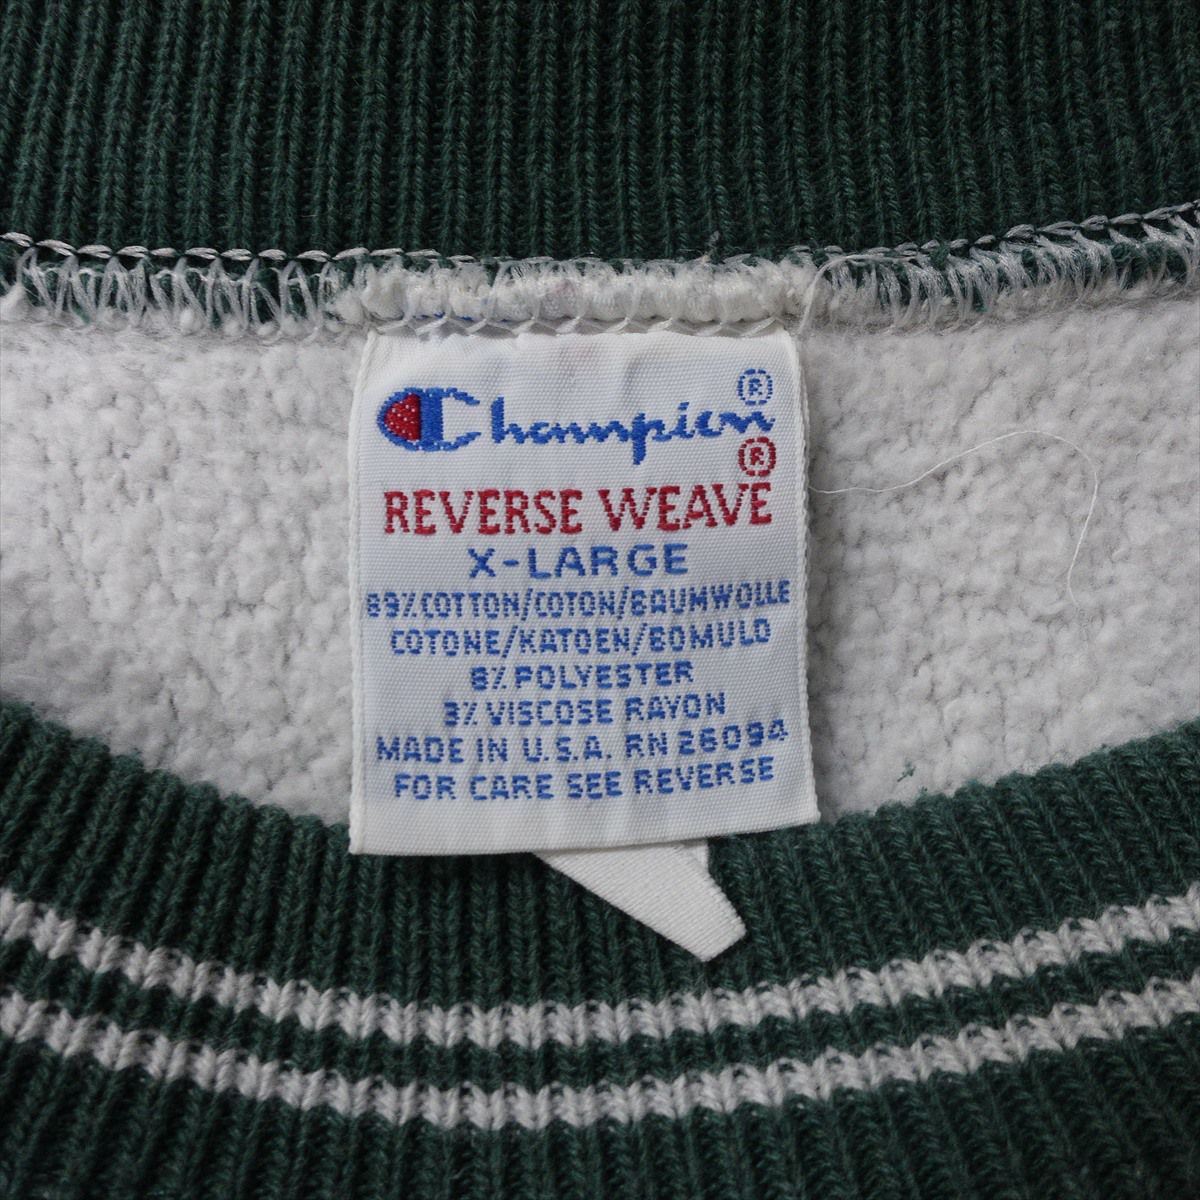 Champion®
®
REVERSE WEAVE
X-LARGE
89% COTTON/COTON/BAUMWOLLE
COTONE/KATOEN/BOMULD
8% POLYESTER
3% VISCOSE RAYON
MADE IN U.S.A. RN 26094
FOR CARE SEE REVERSE